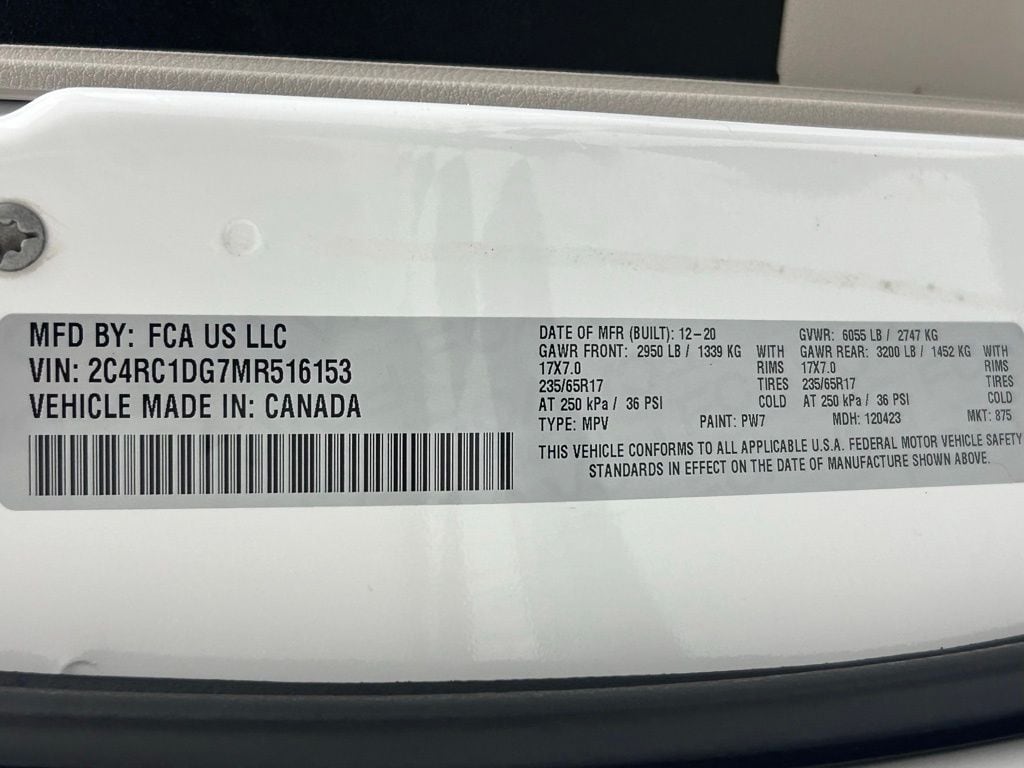 MFD BY: FCA US LLC
VIN: 2C4RC1DG7MR516153
VEHICLE MADE IN: CANADA
DATE OF MFR (BUILT): 12-20 GVWR: 6055 LB / 2747 KG
GAWR FRONT: 2950 LB / 1339 KG WITH GAWR REAR: 3200 LB / 1452 KG WITH
17X7.0 RIMS 17X7.0 RIMS
235/65R17 TIRES 235/65R17 TIRES
AT 250 kPa / 36 PSI COLD AT 250 kPa / 36 PSI COLD
TYPE: MPV PAINT: PW7 MDH: 120423 MKT: 875
THIS VEHICLE CONFORMS TO ALL APPLICABLE U.S.A. FEDERAL MOTOR VEHICLE SAFETY
STANDARDS IN EFFECT ON THE DATE OF MANUFACTURE SHOWN ABOVE.